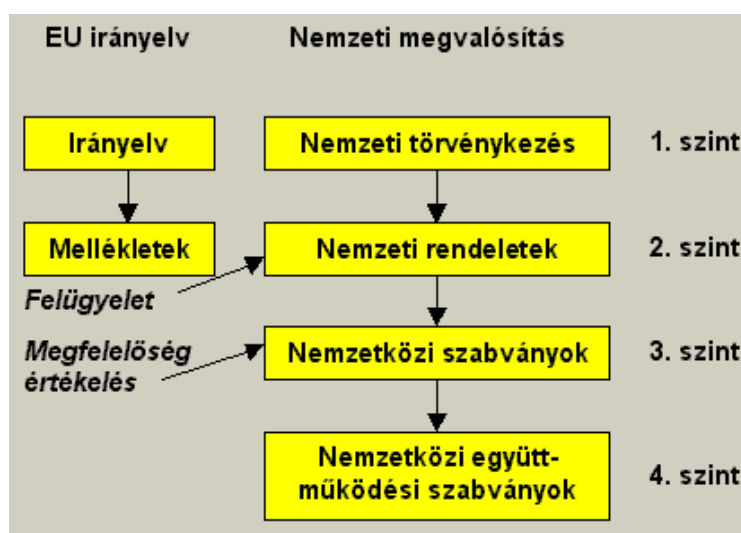 EU irányelv
Nemzeti megvalósítás
Irányelv
Nemzeti törvénykezés
1. szint
Mellékletek
Nemzeti rendeletek
2. szint
Felügyelet
Megfelelőség
értékelés
Nemzetközi szabványok
3. szint
Nemzetközi együtt-
működési szabványok
4. szint